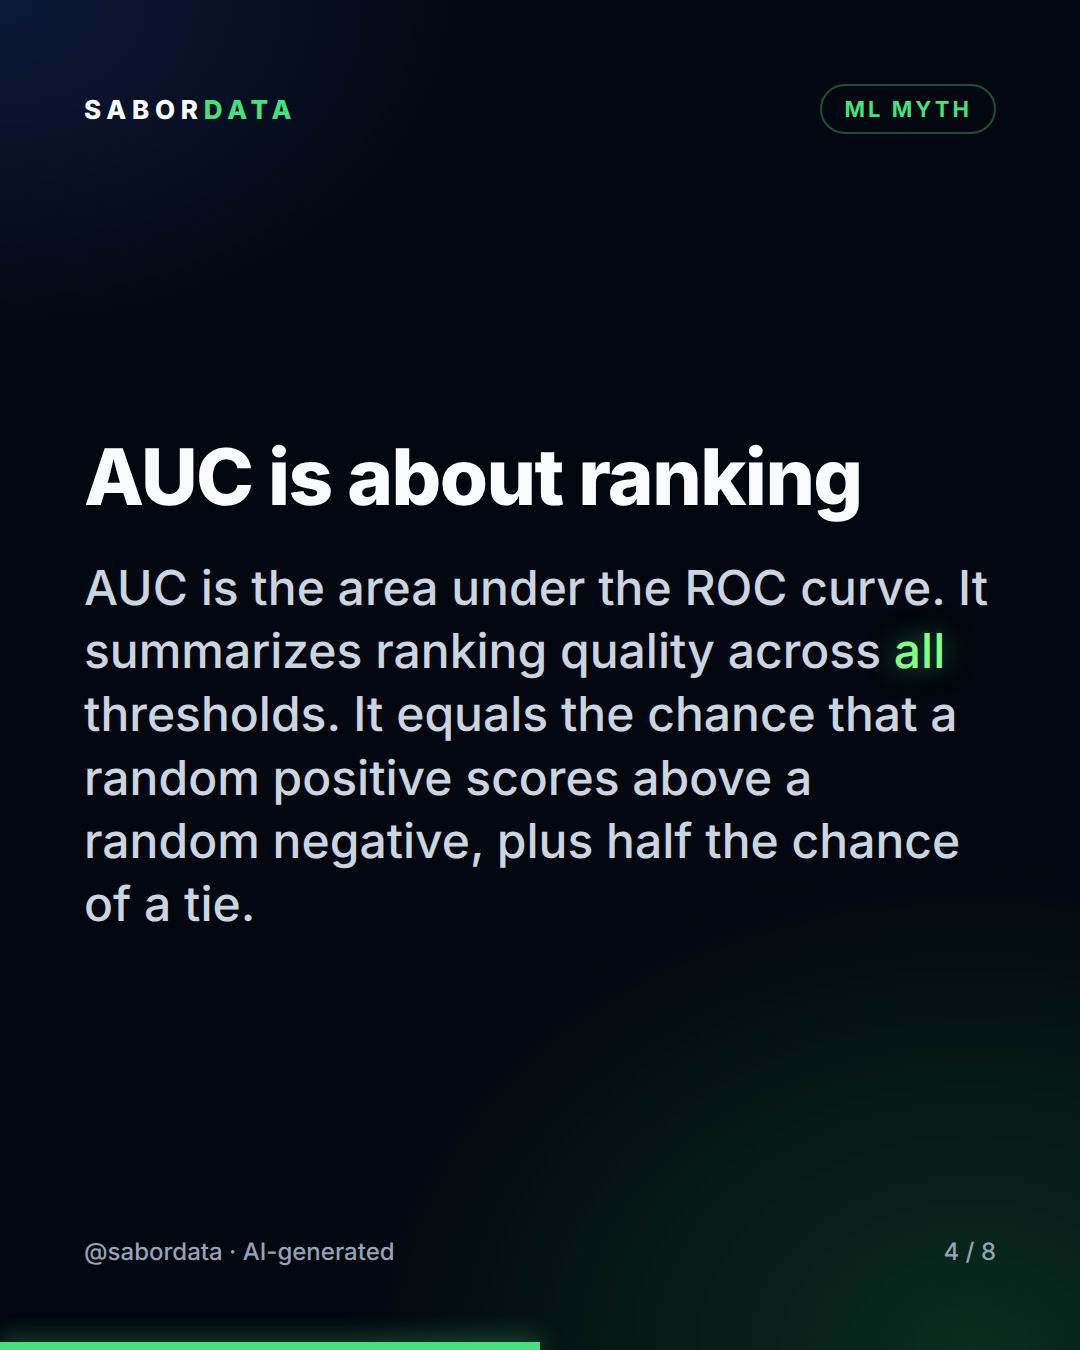 SABORDATA
ML MYTH
AUC is about ranking
AUC is the area under the ROC curve. It
summarizes ranking quality across all
thresholds. It equals the chance that a
random positive scores above a
random negative, plus half the chance
of a tie.
@sabordata · AI-generated
4 / 8